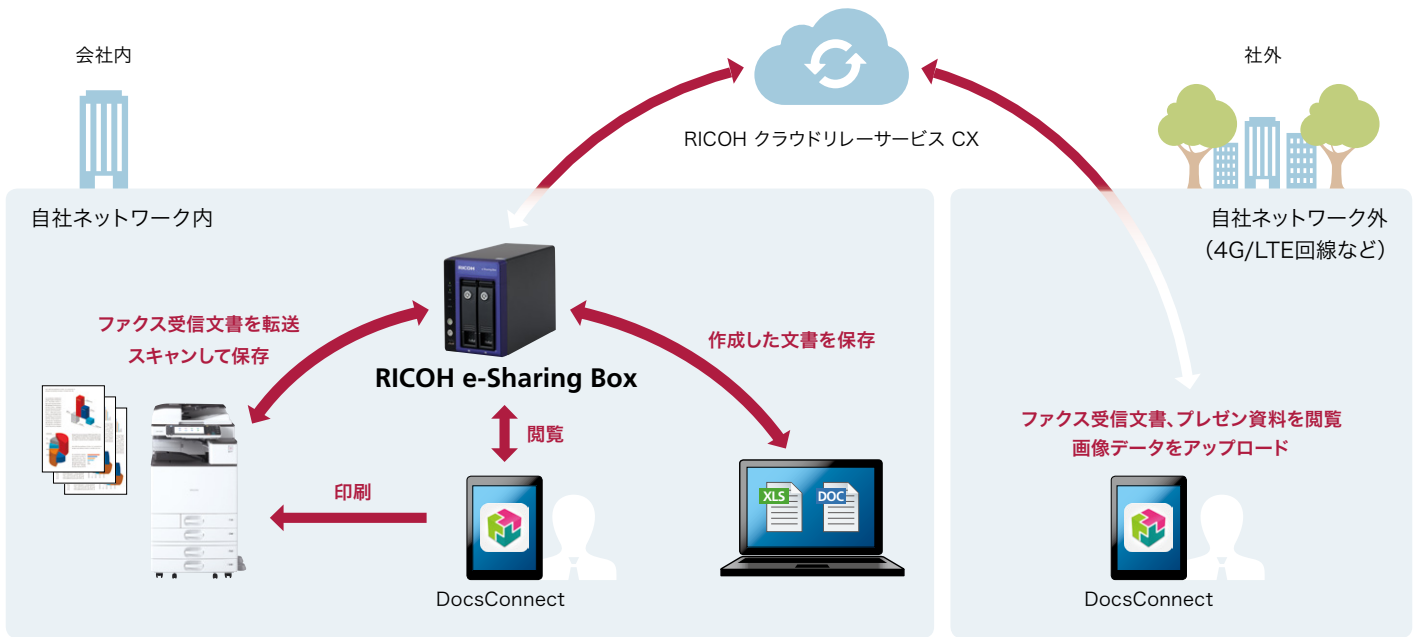 会社内
社外
RICOH クラウドリレーサービス CX
自社ネットワーク内
自社ネットワーク外
（4G/LTE回線など）
RICOH
ファクス受信文書を転送
スキャンして保存
作成した文書を保存
RICOH e-Sharing Box
閲覧
印刷
XLS
DOC
DocsConnect
ファクス受信文書、プレゼン資料を閲覧
画像データをアップロード
DocsConnect